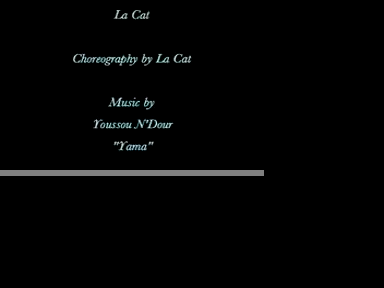 La Cat
Choreography by La Cat
Music by
Youssou N'Dour
"Yama"